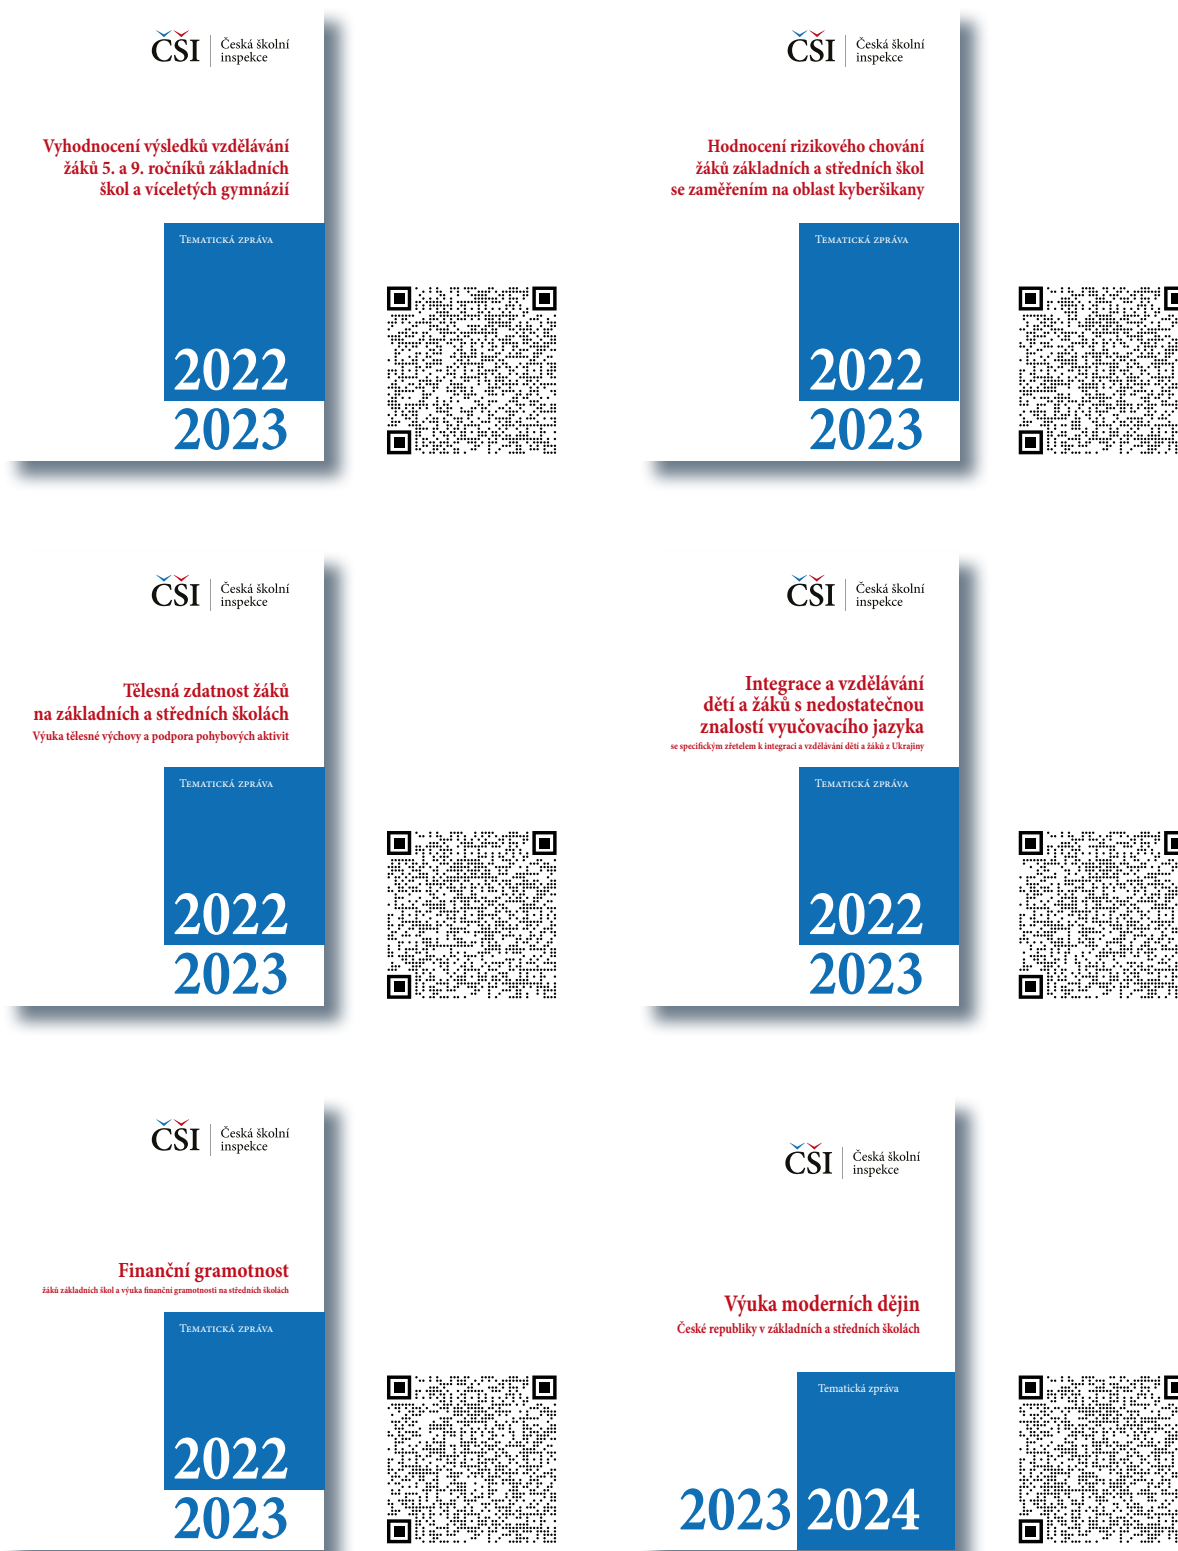 ČŠI
Česká školní
inspekce
Vyhodnocení výsledků vzdělávání
žáků 5. a 9. ročníků základních
škol a víceletých gymnázií
Tematická zpráva
2022
2023
ČŠI
Česká školní
inspekce
Hodnocení rizikového chování
žáků základních a středních škol
se zaměřením na oblast kyberšikany
Tematická zpráva
2022
2023
ČŠI
Česká školní
inspekce
Tělesná zdatnost žáků
na základních a středních školách
Výuka tělesné výchovy a podpora pohybových aktivit
Tematická zpráva
2022
2023
ČŠI
Česká školní
inspekce
Integrace a vzdělávání
dětí a žáků s nedostatečnou
znalostí vyučovacího jazyka
se specifickým zřetelem k integraci a vzdělávání dětí a žáků z Ukrajiny
Tematická zpráva
2022
2023
ČŠI
Česká školní
inspekce
Finanční gramotnost
žáků základních škol a výuka finanční gramotnosti na středních školách
Tematická zpráva
2022
2023
ČŠI
Česká školní
inspekce
Výuka moderních dějin
České republiky v základních a středních školách
Tematická zpráva
2023 2024